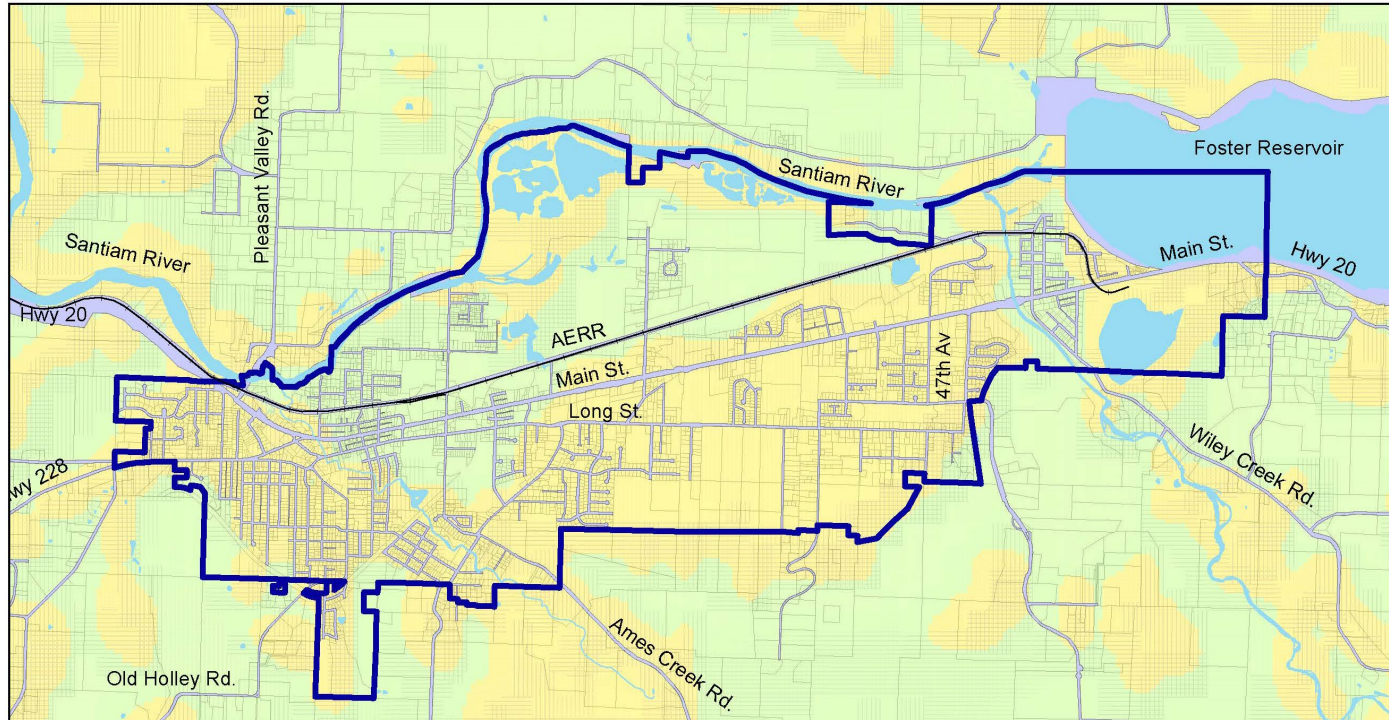 Foster Reservoir
Santiam River
Pleasant Valley Rd.
Santiam River
Main St.
Hwy 20
Hwy 20
AERR
Main St.
47th Av
Long St.
wy 228
Wiley Creek Rd.
Ames Creek Rd.
Old Holley Rd.